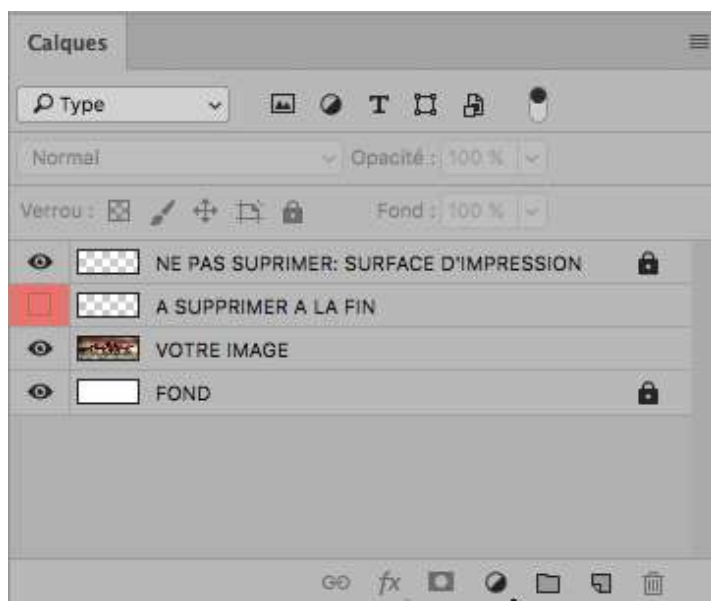 Calques
Type
Normal Opacité : 100 %
Verrou : Fond : 100 %
NE PAS SUPRIMER: SURFACE D'IMPRESSION
A SUPPRIMER A LA FIN
VOTRE IMAGE
FOND
fx